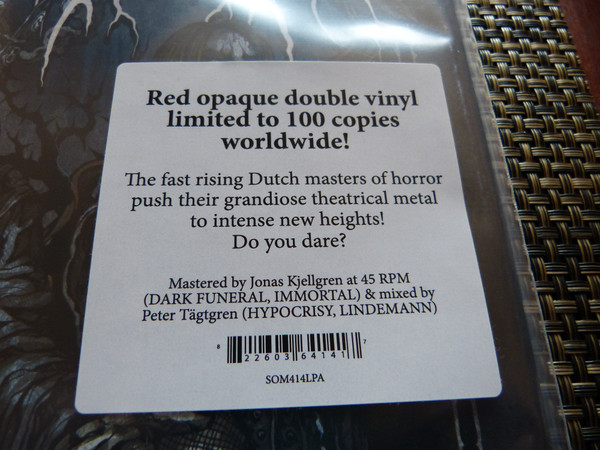 Red opaque double vinyl
limited to 100 copies
worldwide!
The fast rising Dutch masters of horror
push their grandiose theatrical metal
to intense new heights!
Do you dare?
Mastered by Jonas Kjellgren at 45 RPM
(DARK FUNERAL, IMMORTAL) & mixed by
Peter Tägtgren (HYPOCRISY, LINDEMANN)
8 22603 64141 7
SOM414LPA